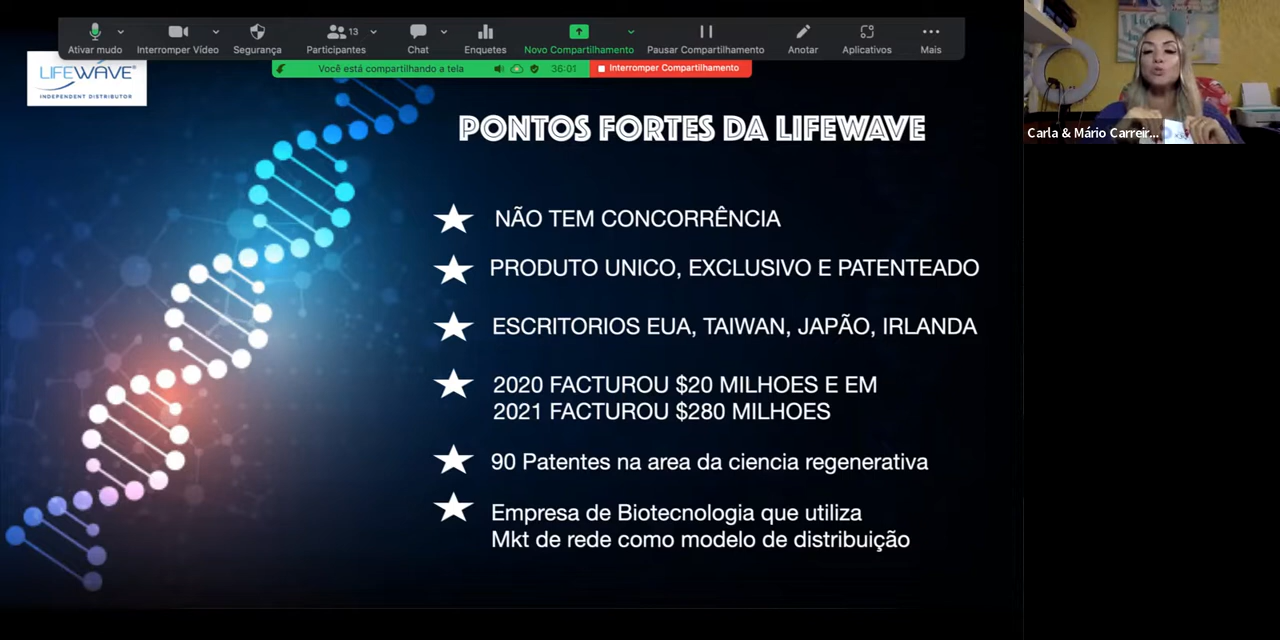 Ativar mudo
Interromper Vídeo
Segurança
Participantes
13
Chat
Enquetes
Novo Compartilhamento
Pausar Compartilhamento
Anotar
Aplicativos
Mais
Você está compartilhando a tela
36:01
Interromper Compartilhamento
LIFEWAVE®
INDEPENDENT DISTRIBUTOR
Carla & Mário Carreir...
PONTOS FORTES DA LIFEWAVE
NÃO TEM CONCORRÊNCIA
PRODUTO UNICO, EXCLUSIVO E PATENTEADO
ESCRITORIOS EUA, TAIWAN, JAPÃO, IRLANDA
2020 FACTUROU $20 MILHOES E EM
2021 FACTUROU $280 MILHOES
90 Patentes na area da ciencia regenerativa
Empresa de Biotecnologia que utiliza
Mkt de rede como modelo de distribuição